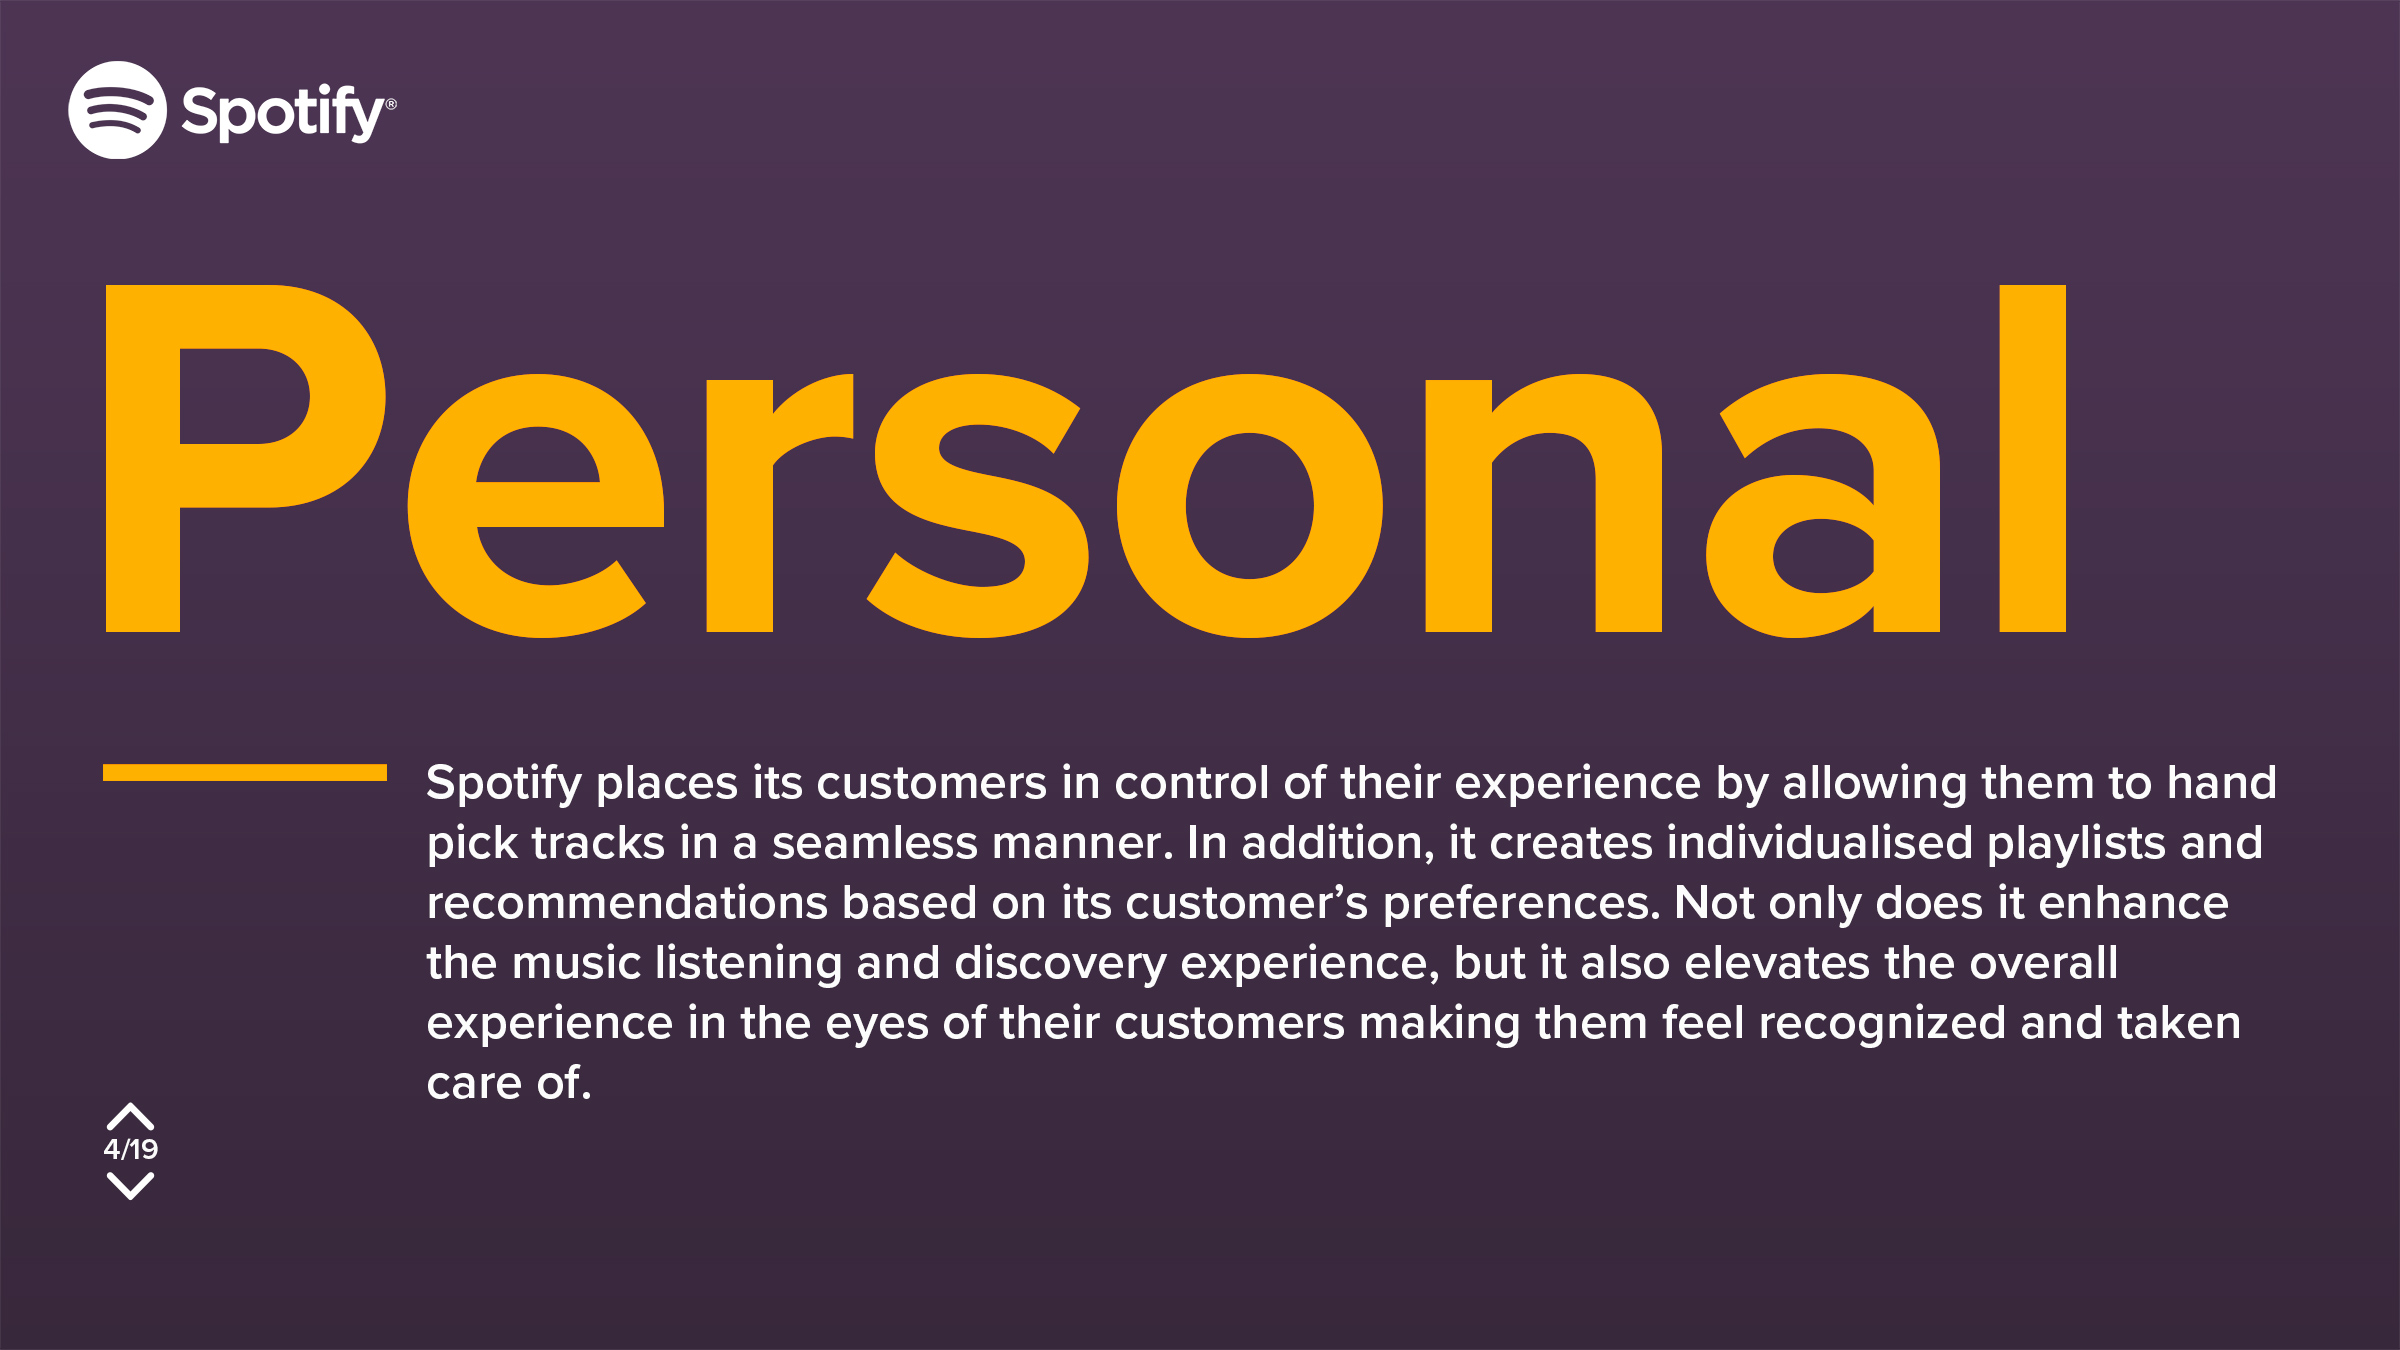 Spotify®
Personal
Spotify places its customers in control of their experience by allowing them to hand
pick tracks in a seamless manner. In addition, it creates individualised playlists and
recommendations based on its customer’s preferences. Not only does it enhance
the music listening and discovery experience, but it also elevates the overall
experience in the eyes of their customers making them feel recognized and taken
care of.
4/19